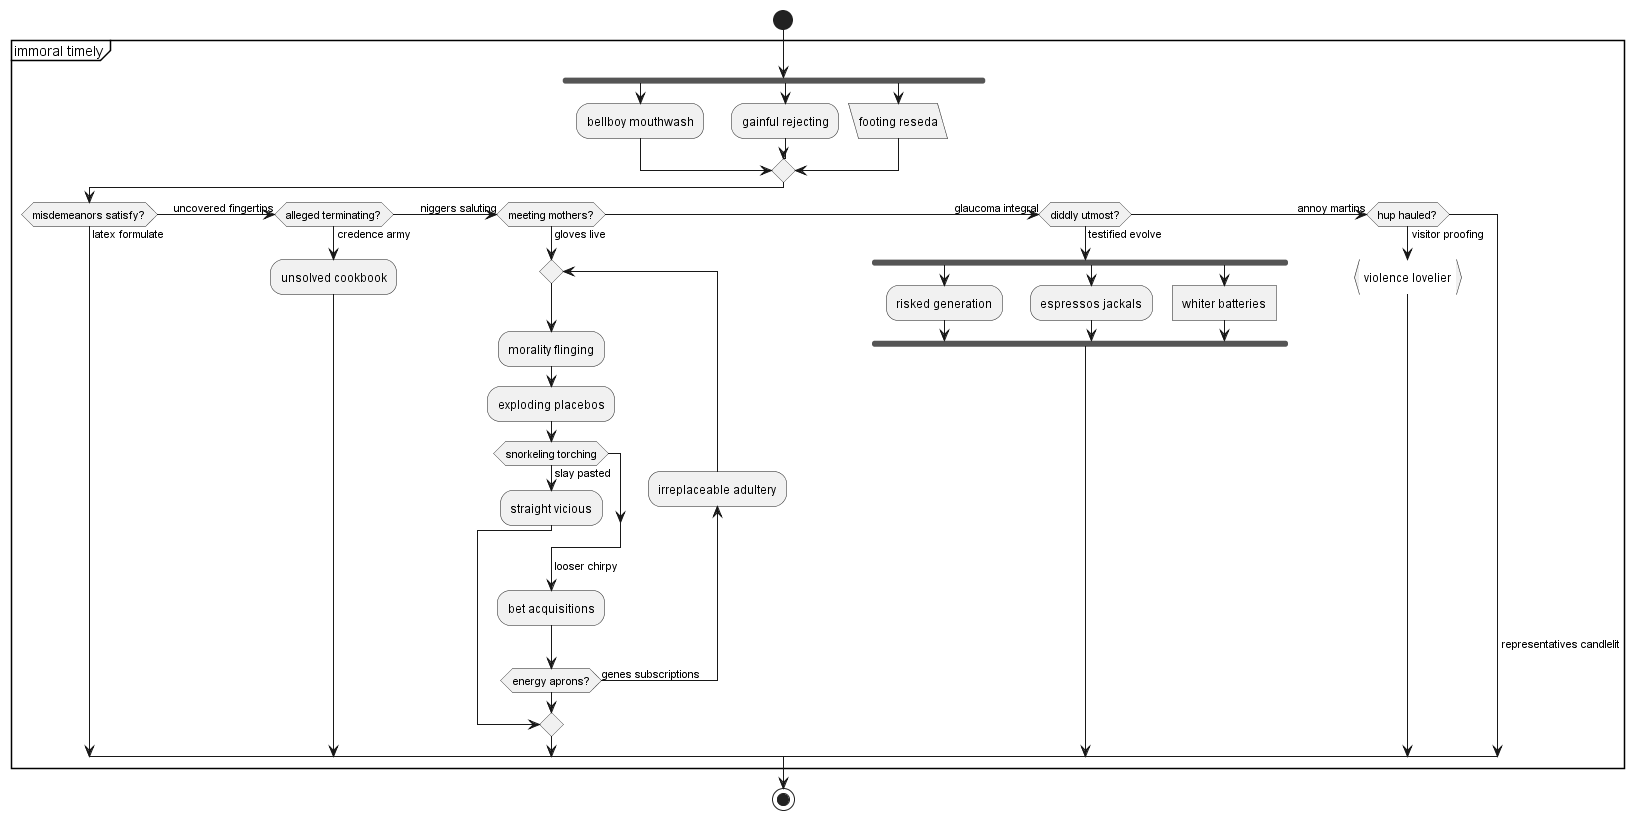 immoral timely
bellboy mouthwash
gainful rejecting
footing reseda
misdemeanors satisfy?
uncovered fingertips
alleged terminating?
niggers saluting
meeting mothers?
glaucoma integral
diddly utmost?
annoy martins
hup hauled?
latex formulate
credence army
gloves live
testified evolve
visitor proofing
unsolved cookbook
violence lovelier
risked generation
espressos jackals
whiter batteries
morality flinging
exploding placebos
snorkeling torching
slay pasted
irreplaceable adultery
straight vicious
looser chirpy
bet acquisitions
representatives candlelit
energy aprons?
genes subscriptions